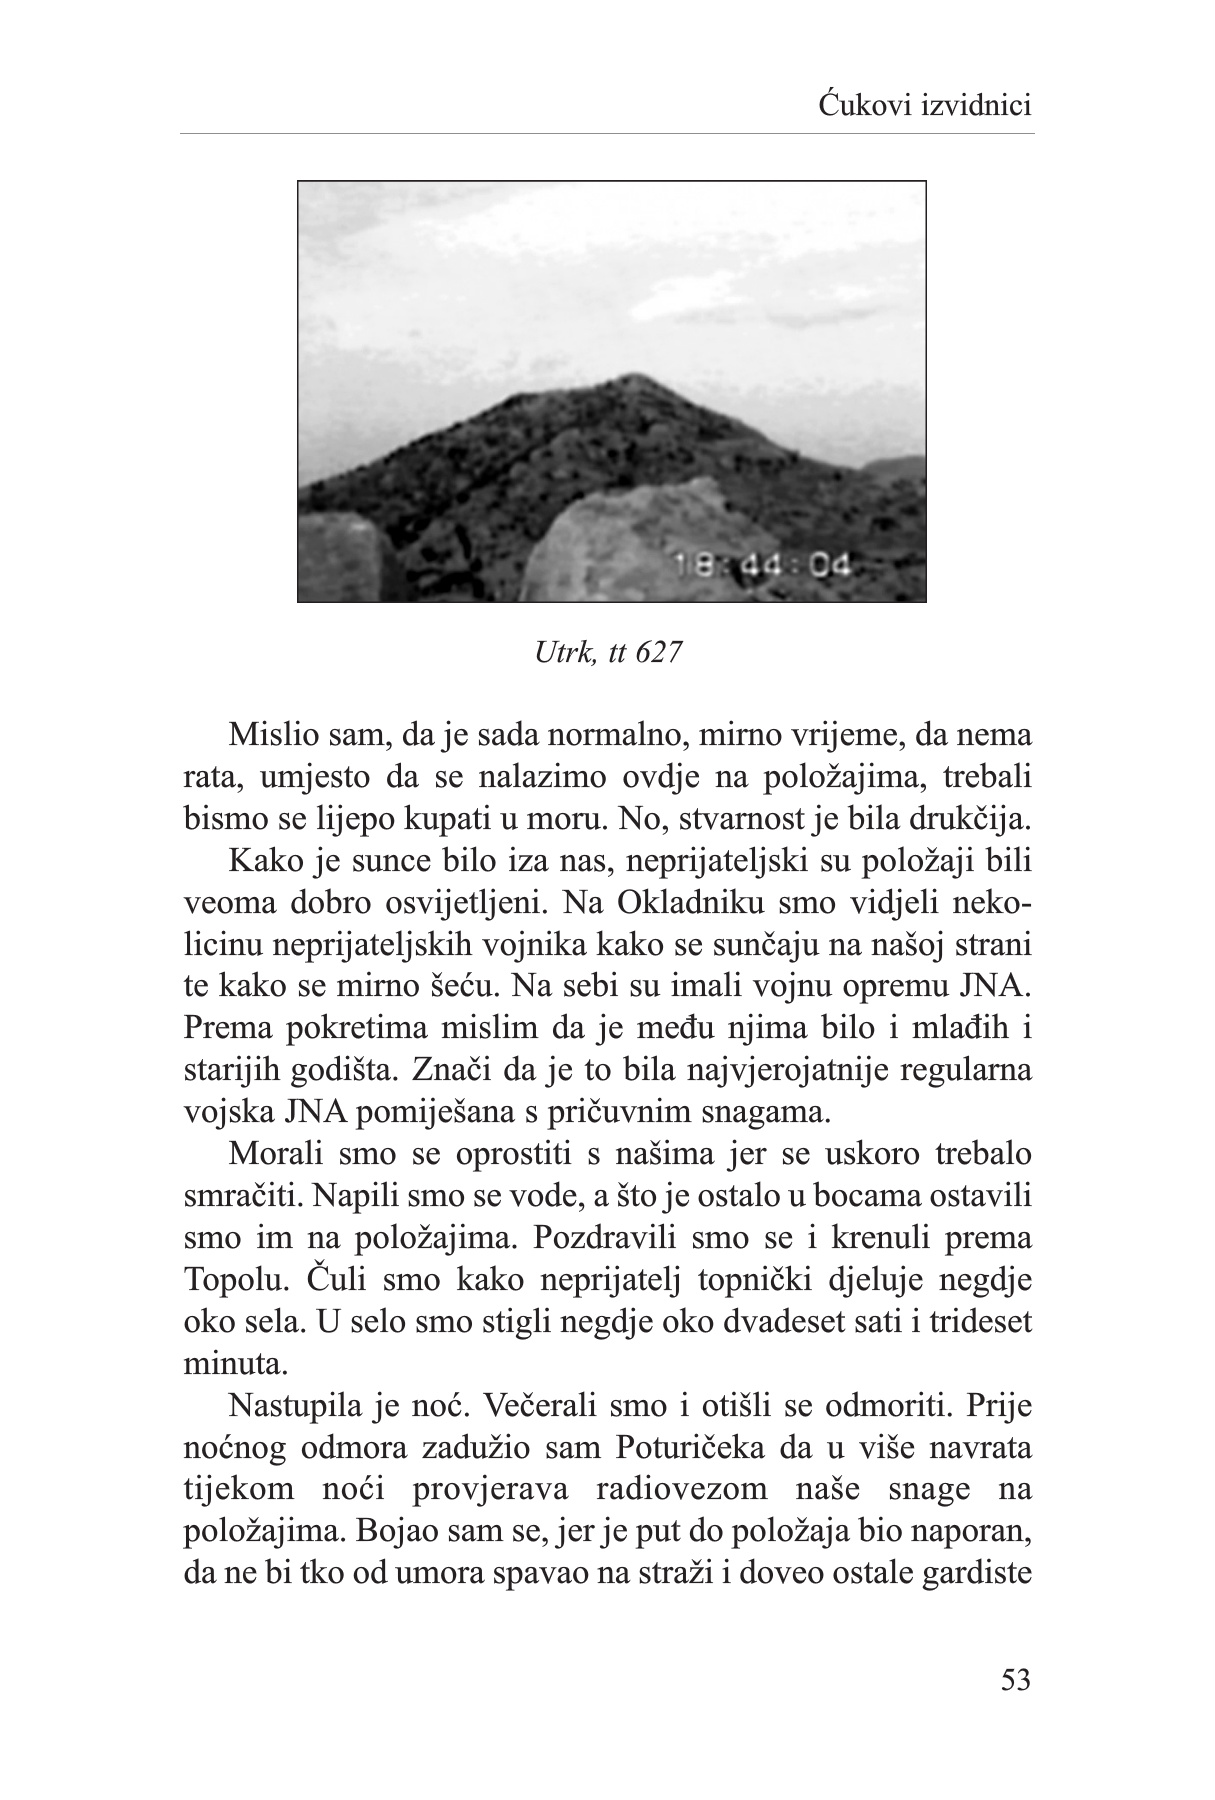 Ćukovi izvidnici
18:44:04
Utrk, tt 627
Mislio sam, da je sada normalno, mirno vrijeme, da nema
rata, umjesto da se nalazimo ovdje na položajima, trebali
bismo se lijepo kupati u moru. No, stvarnost je bila drukčija.
Kako je sunce bilo iza nas, neprijateljski su položaji bili
veoma dobro osvijetljeni. Na Okladniku smo vidjeli neko-
licinu neprijateljskih vojnika kako se sunčaju na našoj strani
te kako se mirno šeću. Na sebi su imali vojnu opremu JNA.
Prema pokretima mislim da je među njima bilo i mlađih i
starijih godišta. Znači da je to bila najvjerojatnije regularna
vojska JNA pomiješana s pričuvnim snagama.
Morali smo se oprostiti s našima jer se uskoro trebalo
smračiti. Napili smo se vode, a što je ostalo u bocama ostavili
smo im na položajima. Pozdravili smo se i krenuli prema
Topolu. Čuli smo kako neprijatelj topnički djeluje negdje
oko sela. U selo smo stigli negdje oko dvadeset sati i trideset
minuta.
Nastupila je noć. Večerali smo i otišli se odmoriti. Prije
noćnog odmora zadužio sam Poturičeka da u više navrata
tijekom noći provjerava radiovezom naše snage na
položajima. Bojao sam se, jer je put do položaja bio naporan,
da ne bi tko od umora spavao na straži i doveo ostale gardiste
53